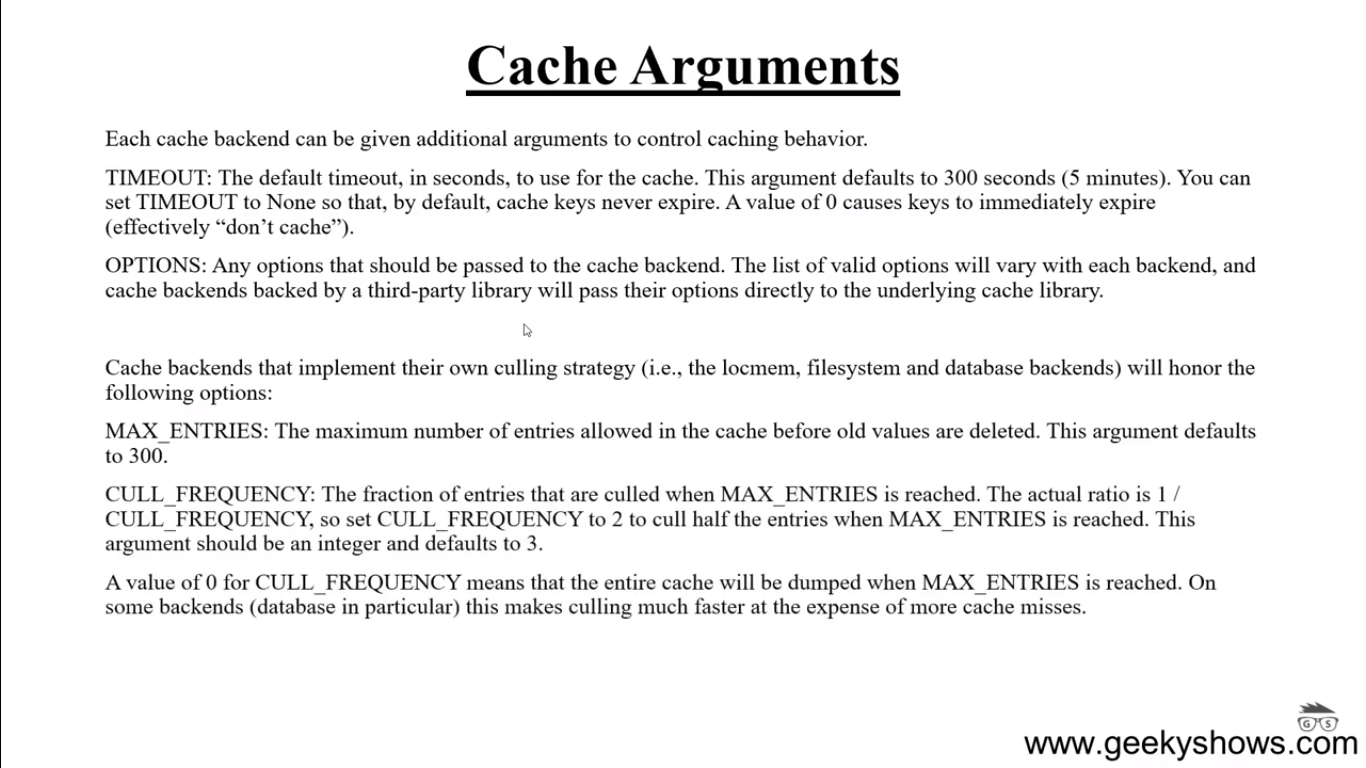 Cache Arguments
Each cache backend can be given additional arguments to control caching behavior.
TIMEOUT: The default timeout, in seconds, to use for the cache. This argument defaults to 300 seconds (5 minutes). You can
set TIMEOUT to None so that, by default, cache keys never expire. A value of 0 causes keys to immediately expire
(effectively “don’t cache”).
OPTIONS: Any options that should be passed to the cache backend. The list of valid options will vary with each backend, and
cache backends backed by a third-party library will pass their options directly to the underlying cache library.
Cache backends that implement their own culling strategy (i.e., the locmem, filesystem and database backends) will honor the
following options:
MAX_ENTRIES: The maximum number of entries allowed in the cache before old values are deleted. This argument defaults
to 300.
CULL_FREQUENCY: The fraction of entries that are culled when MAX_ENTRIES is reached. The actual ratio is 1 /
CULL_FREQUENCY, so set CULL_FREQUENCY to 2 to cull half the entries when MAX_ENTRIES is reached. This
argument should be an integer and defaults to 3.
A value of 0 for CULL_FREQUENCY means that the entire cache will be dumped when MAX_ENTRIES is reached. On
some backends (database in particular) this makes culling much faster at the expense of more cache misses.
G S
www.geekyshows.com